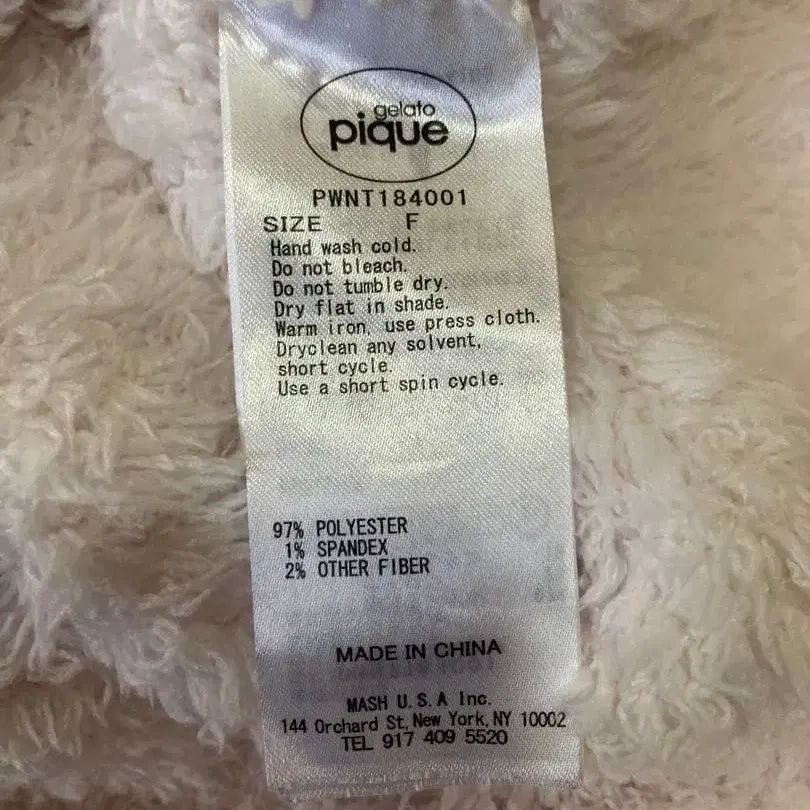 gelato
pique
PWNT184001
SIZE F
Hand wash cold.
Do not bleach.
Do not tumble dry.
Dry flat in shade.
Warm iron, use press cloth.
Dryclean any solvent,
short cycle.
Use a short spin cycle.
97% POLYESTER
1% SPANDEX
2% OTHER FIBER
MADE IN CHINA
MASH U.S.A Inc.
144 Orchard St, New York, NY 10002
TEL 917 409 5520